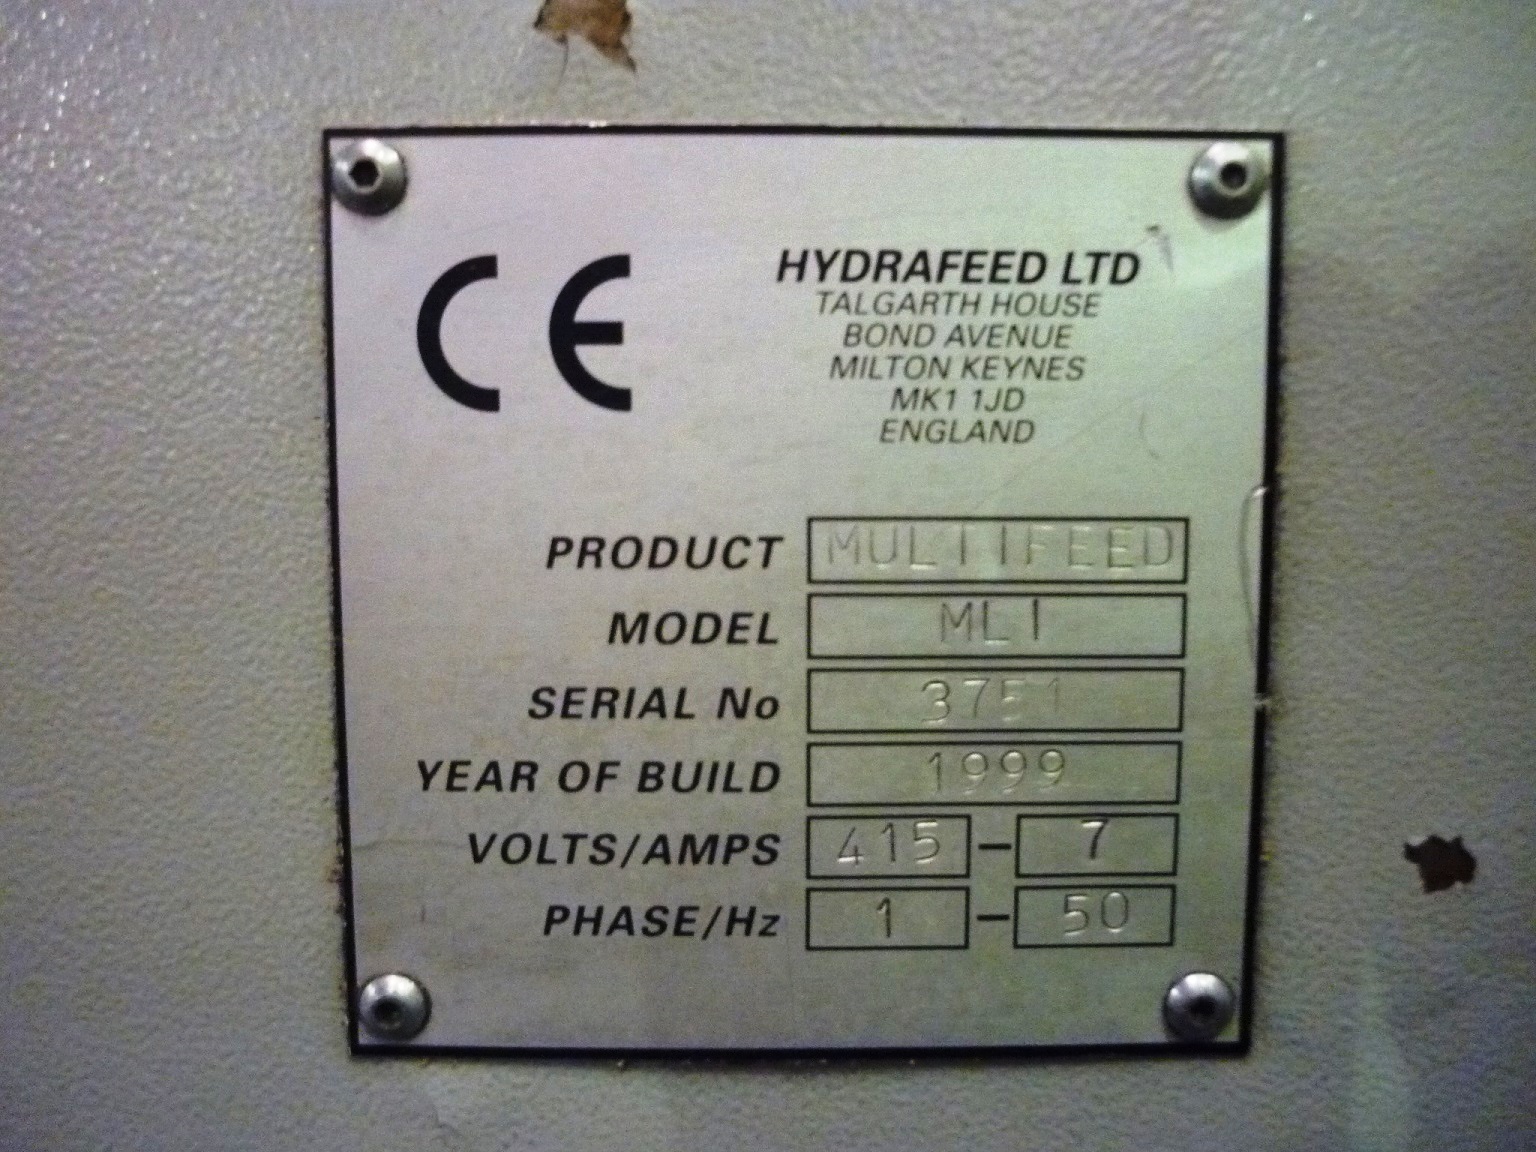 CE
HYDRAFEED LTD
TALGARTH HOUSE
BOND AVENUE
MILTON KEYNES
MK1 1JD
ENGLAND
PRODUCT MULTIFEED
MODEL ML1
SERIAL No 3751
YEAR OF BUILD 1999
VOLTS/AMPS 415 – 7
PHASE/Hz 1 – 50